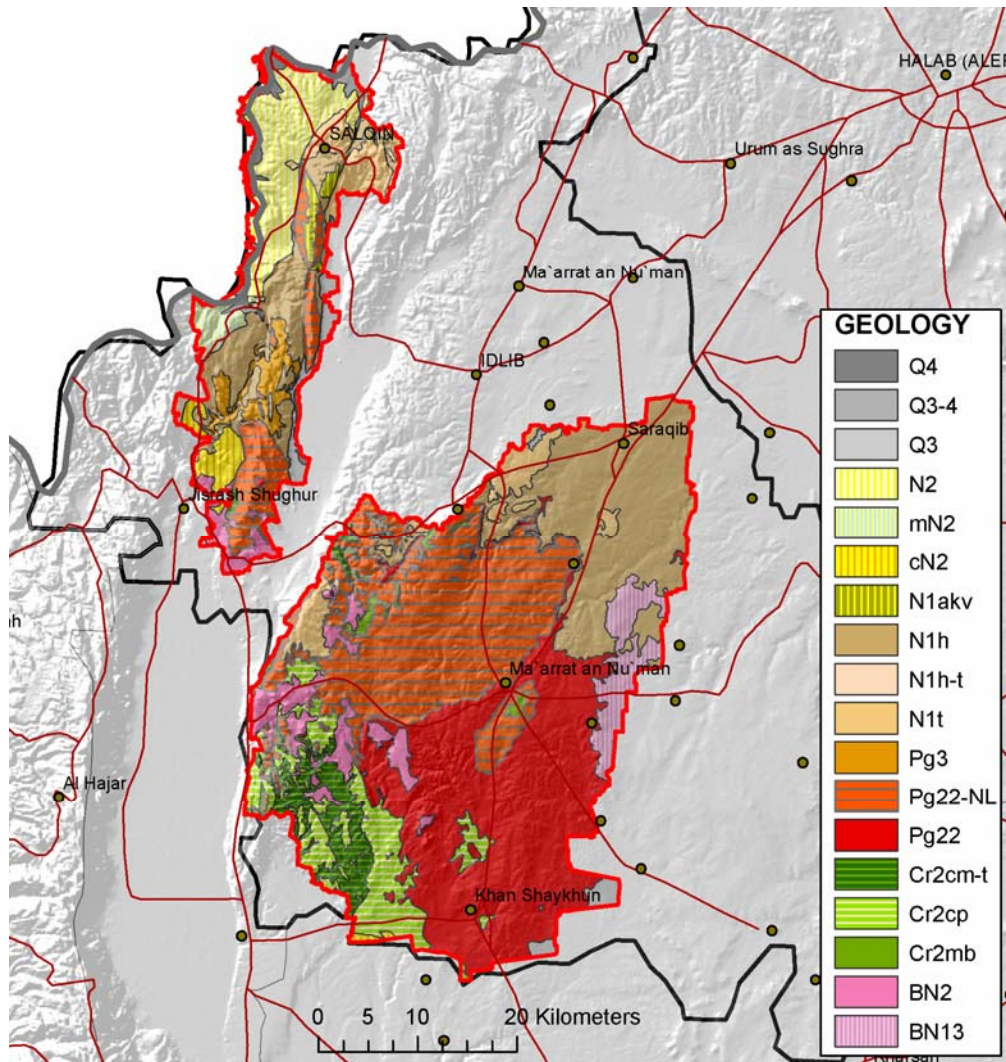 HALAB (ALEP
SALQIN
Urum as Sughra
Ma`arrat an Nu`man
IDLIB
Saraqib
Jisrash Shughur
Ma`arrat an Nu`man
Al Hajar
Khan Shaykhun
0 5 10 20 Kilometers
GEOLOGY
Q4
Q3-4
Q3
N2
mN2
cN2
N1akv
N1h
N1h-t
N1t
Pg3
Pg22-NL
Pg22
Cr2cm-t
Cr2cp
Cr2mb
BN2
BN13